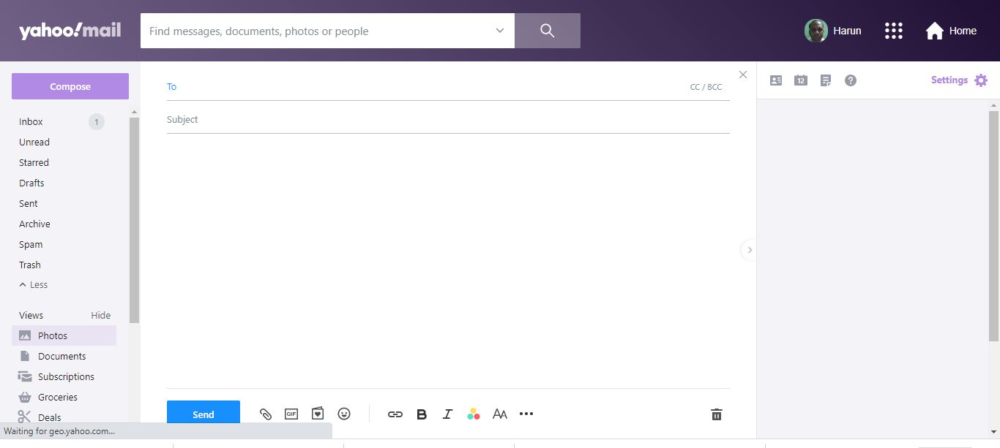 yahoo!mail
Find messages, documents, photos or people
Harun
Home
Compose
Inbox 1
Unread
Starred
Drafts
Sent
Archive
Spam
Trash
Less
Views Hide
Photos
Documents
Subscriptions
Groceries
Deals
Waiting for geo.yahoo.com...
To CC / BCC
Subject
Send GIF B I AA
12 ? Settings